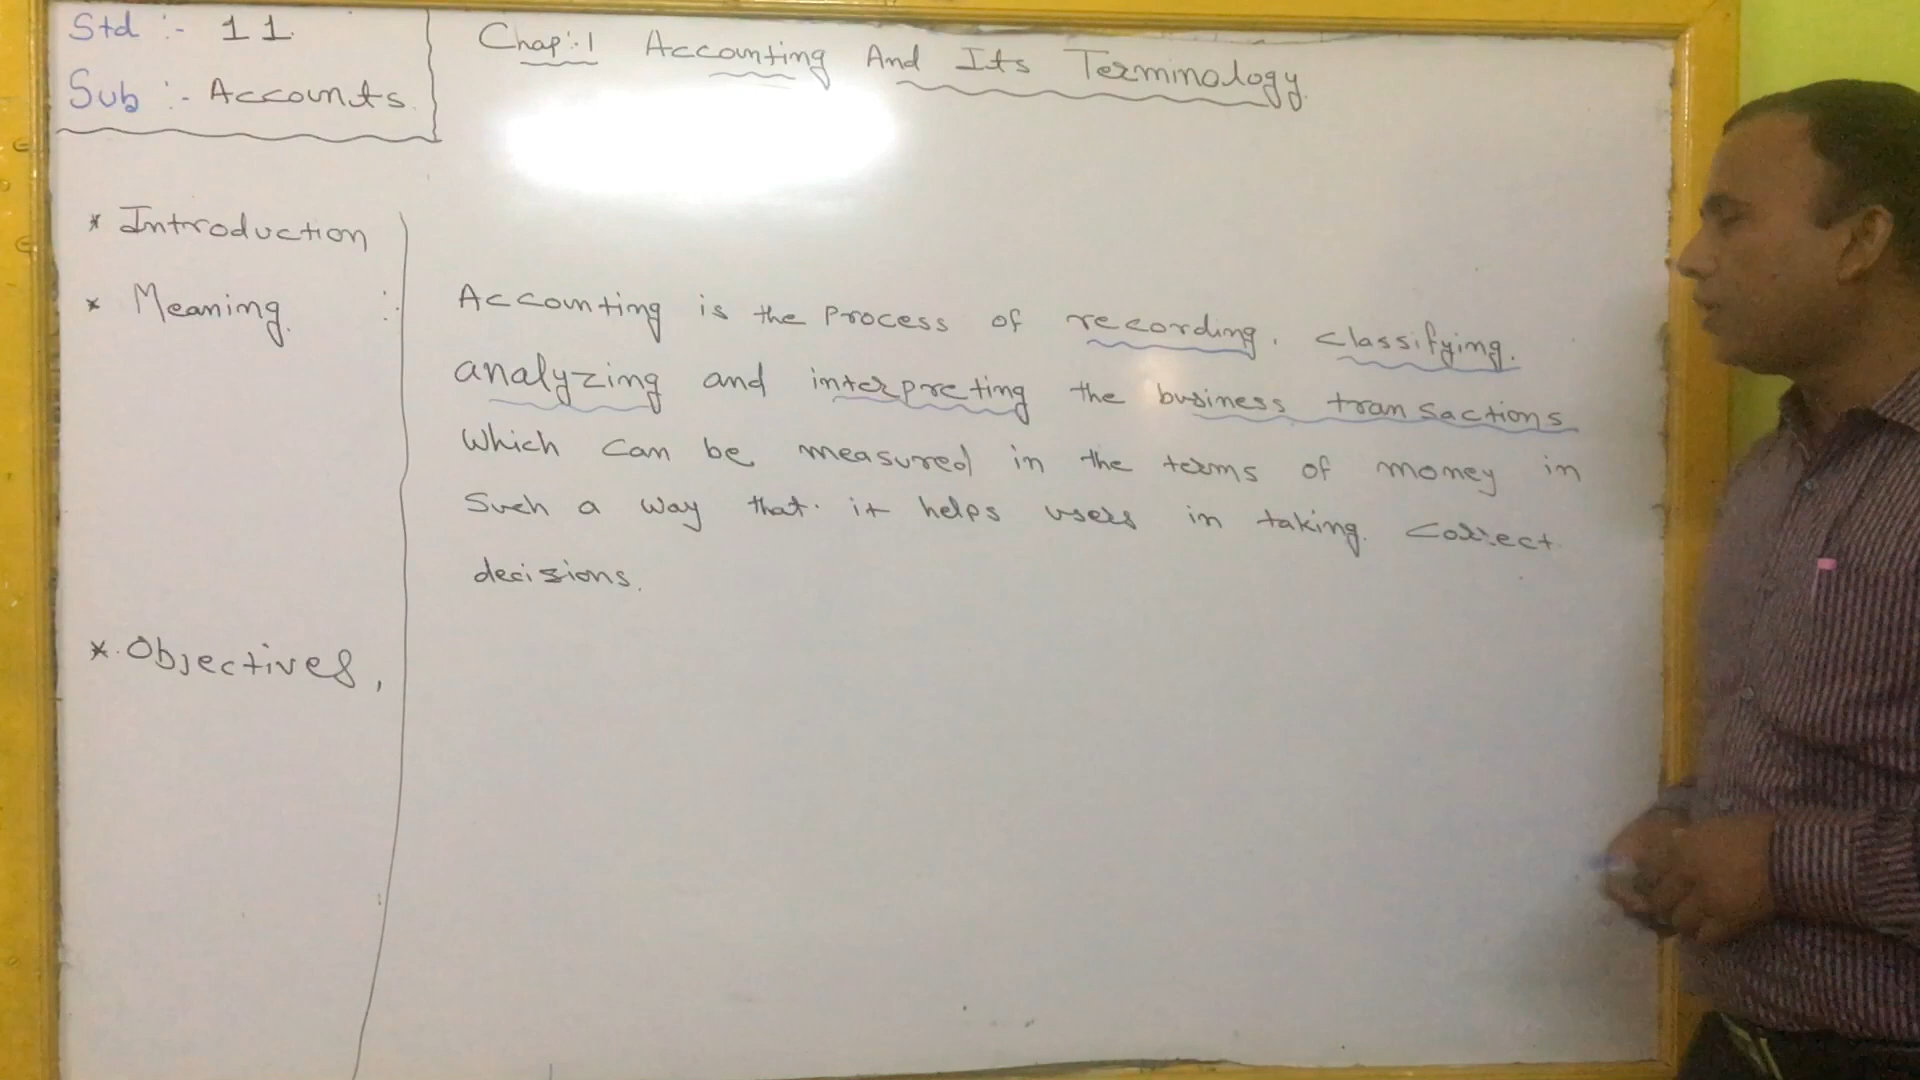 Std :- 11.
Sub :- Accounts.
Chap:1 Accounting And Its Terminology.
* Introduction
* Meaning. :-
Accounting is the process of recording, classifying.
analyzing and interpreting the business transactions
which can be measured in the terms of money in
Such a way that it helps users in taking correct
decisions.
* Objectives,